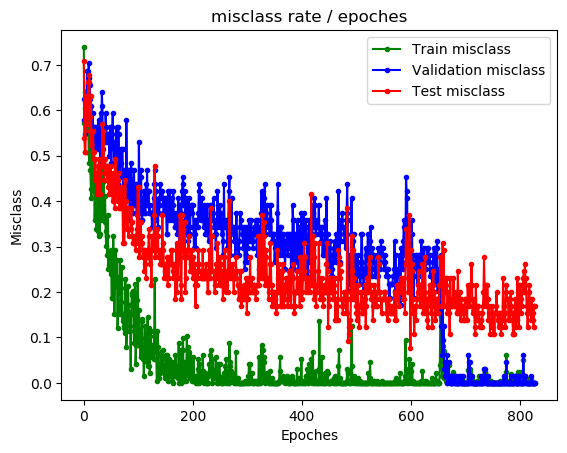 misclass rate / epoches
Train misclass
Validation misclass
Test misclass
0.7
0.6
0.5
0.4
0.3
0.2
0.1
0.0
Misclass
0 200 400 600 800
Epoches